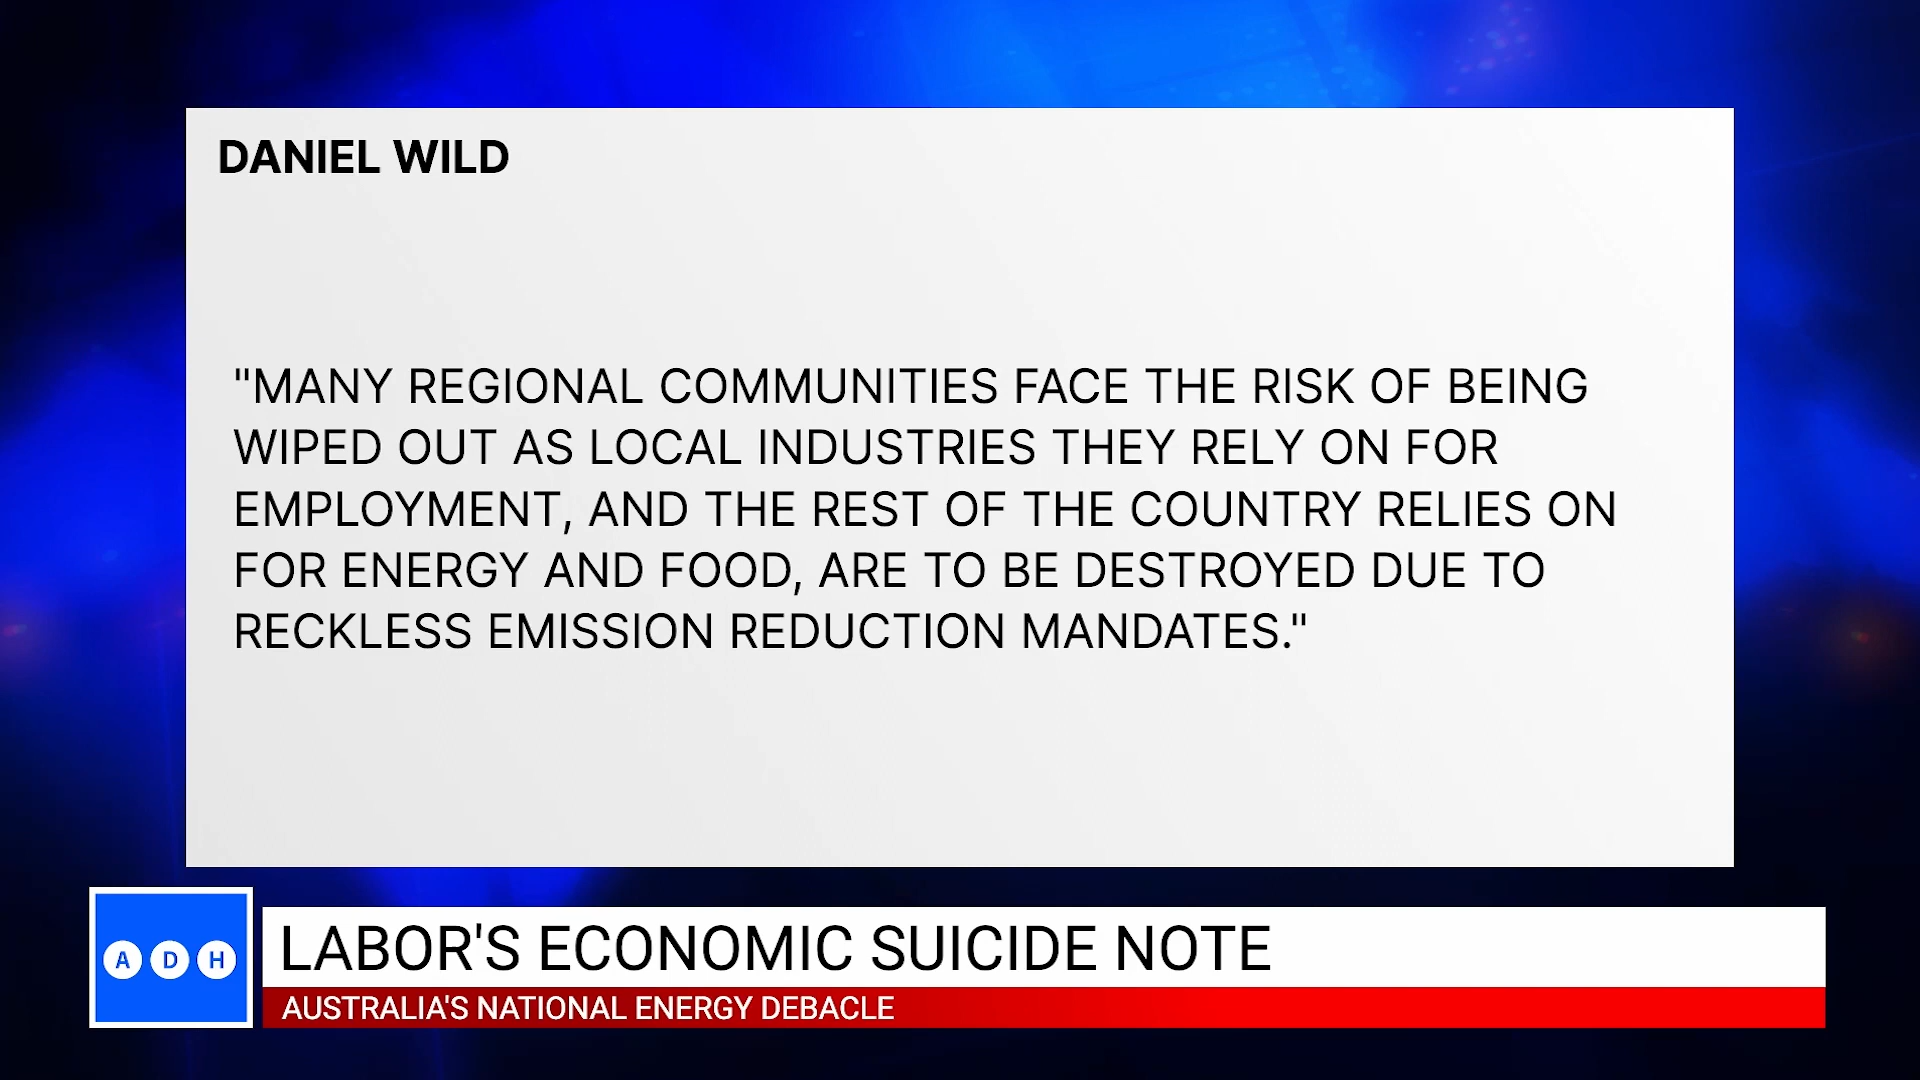 DANIEL WILD
"MANY REGIONAL COMMUNITIES FACE THE RISK OF BEING
WIPED OUT AS LOCAL INDUSTRIES THEY RELY ON FOR
EMPLOYMENT, AND THE REST OF THE COUNTRY RELIES ON
FOR ENERGY AND FOOD, ARE TO BE DESTROYED DUE TO
RECKLESS EMISSION REDUCTION MANDATES."
ADH
LABOR'S ECONOMIC SUICIDE NOTE
AUSTRALIA'S NATIONAL ENERGY DEBACLE